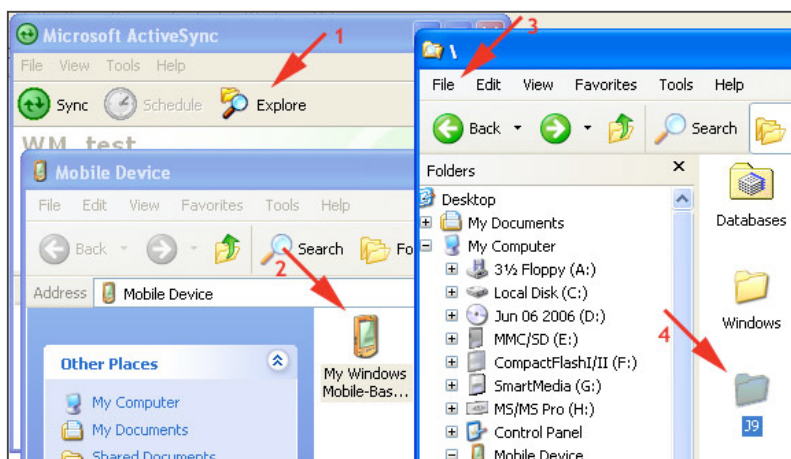 Microsoft ActiveSync
1
File View Tools Help
Sync Schedule Explore
WM_test
Mobile Device
File Edit View Favorites Tools Help
Back Search Fo
2
Address Mobile Device
Other Places
My Computer
My Documents
Shared Documents
My Windows
Mobile-Bas...
\
3
File Edit View Favorites Tools Help
Back Search
Folders X
Desktop
My Documents
My Computer
3½ Floppy (A:)
Local Disk (C:)
Jun 06 2006 (D:)
MMC/SD (E:)
CompactFlashI/II (F:)
SmartMedia (G:)
MS/MS Pro (H:)
Control Panel
Mobile Device
Databases
Windows
4
J9